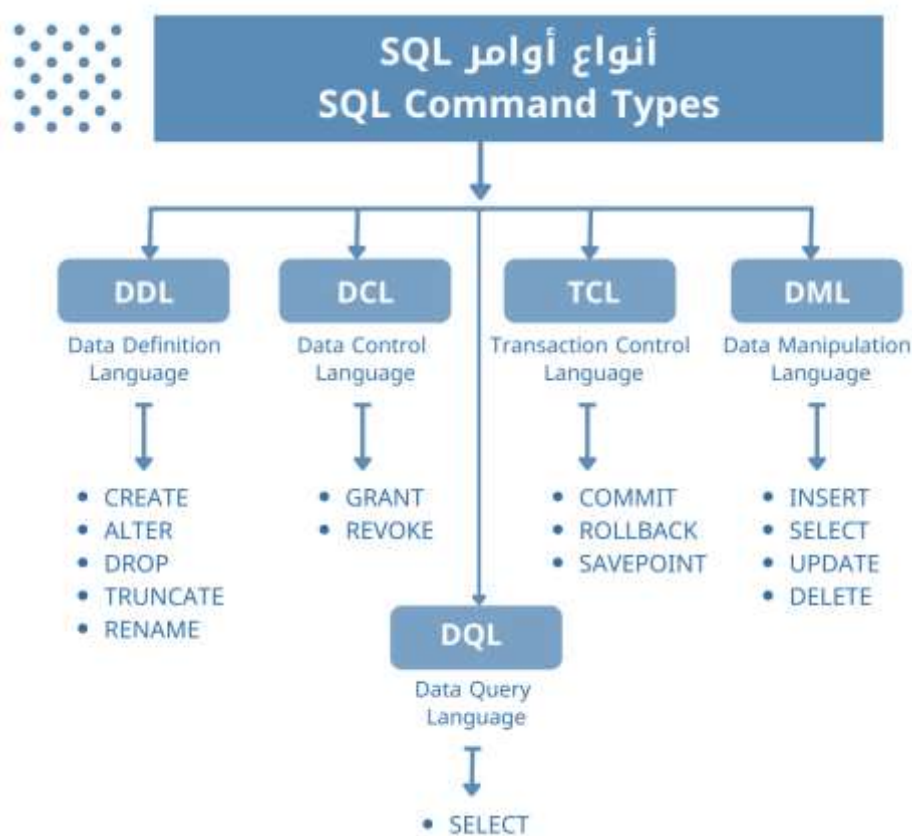 أنواع أوامر SQL
SQL Command Types
DDL
Data Definition
Language
• CREATE
• ALTER
• DROP
• TRUNCATE
• RENAME
DCL
Data Control
Language
• GRANT
• REVOKE
TCL
Transaction Control
Language
• COMMIT
• ROLLBACK
• SAVEPOINT
DML
Data Manipulation
Language
• INSERT
• SELECT
• UPDATE
• DELETE
DQL
Data Query
Language
• SELECT